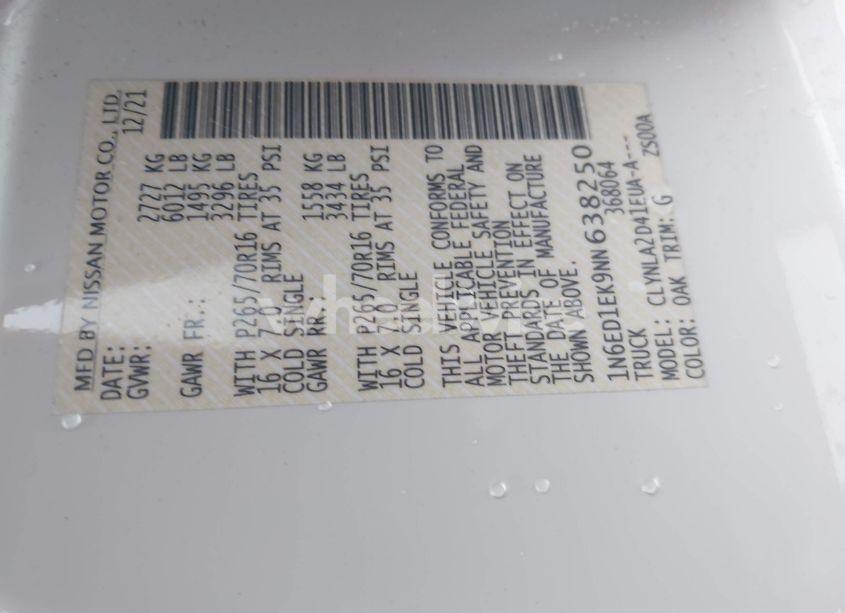 MFD BY NISSAN MOTOR CO., LTD.
DATE: 12/21
GVWR: 2727 KG
6012 LB
GAWR FR.: 1495 KG
3296 LB
WITH P265/70R16 TIRES
16 X 7.0 RIMS AT 35 PSI
COLD SINGLE
GAWR RR.: 1558 KG
3434 LB
WITH P265/70R16 TIRES
16 X 7.0 RIMS AT 35 PSI
COLD SINGLE
THIS VEHICLE CONFORMS TO
ALL APPLICABLE FEDERAL
MOTOR VEHICLE SAFETY AND
THEFT PREVENTION
STANDARDS IN EFFECT ON
THE DATE OF MANUFACTURE
SHOWN ABOVE.
1N6ED1EK9NN638250
TRUCK 368064
MODEL: CLYNLA2D41EUA-A---
COLOR: QAK TRIM: G ZS00A